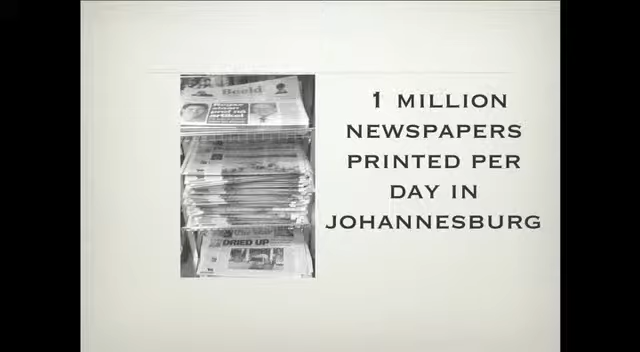 Beeld
1 MILLION
NEWSPAPERS
PRINTED PER
DAY IN
JOHANNESBURG
DRIED UP